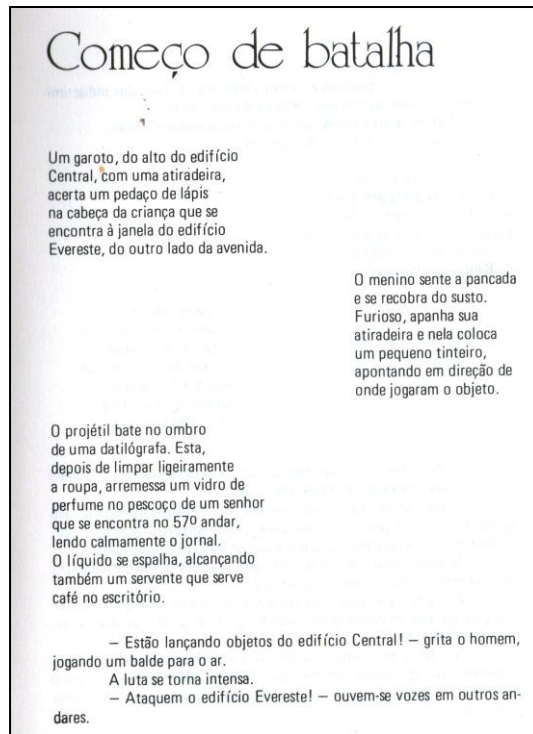 Começo de batalha
Um garoto, do alto do edifício
Central, com uma atiradeira,
acerta um pedaço de lápis
na cabeça da criança que se
encontra à janela do edifício
Evereste, do outro lado da avenida.
O menino sente a pancada
e se recobra do susto.
Furioso, apanha sua
atiradeira e nela coloca
um pequeno tinteiro,
apontando em direção de
onde jogaram o objeto.
O projétil bate no ombro
de uma datilógrafa. Esta,
depois de limpar ligeiramente
a roupa, arremessa um vidro de
perfume no pescoço de um senhor
que se encontra no 57º andar,
lendo calmamente o jornal.
O líquido se espalha, alcançando
também um servente que serve
café no escritório.
– Estão lançando objetos do edifício Central! – grita o homem,
jogando um balde para o ar.
A luta se torna intensa.
– Ataquem o edifício Evereste! – ouvem-se vozes em outros an-
dares.